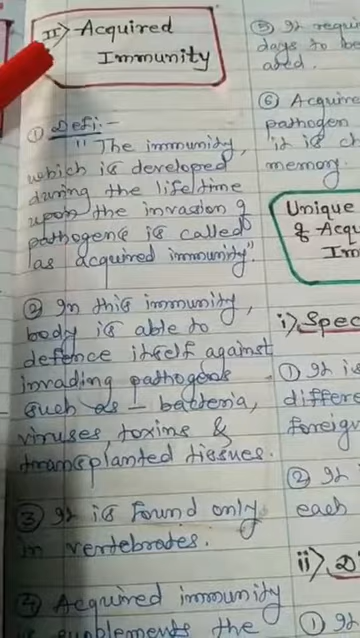 II> Acquired
Immunity
① Defi:-
"The immunity,
which is developed
during the lifetime
upon the invasion of
pathogens is called
as acquired immunity".
② In this immunity,
body is able to
defence itself against
invading pathogens
such as - bacteria,
viruses, toxins &
transplanted tissues.
③ It is found only
in vertebrates.
④ Acquired immunity
supplements the
⑤ It requir
days to be
ated.
⑥ Acquire
pathogen
it is ch
memory.
Unique
of Acqu
Im
i) Spec
① It is
differe
foreig
② It
each
ii) D
① It